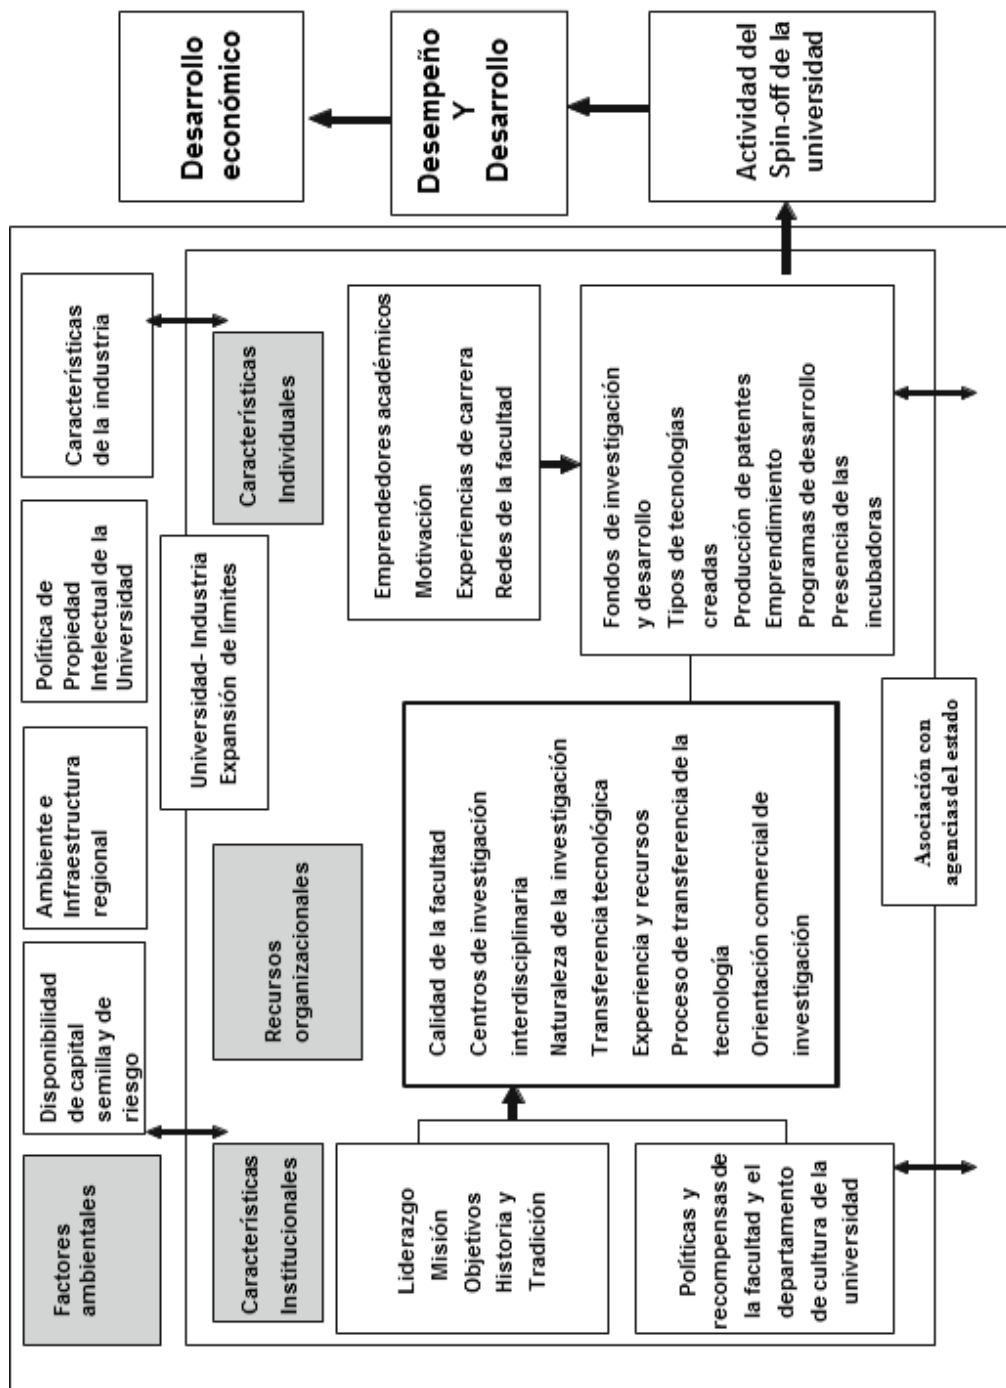 Factores
ambientales
Disponibilidad
de capital
semilla y de
riesgo
Ambiente e
Infraestructura
regional
Política de
Propiedad
Intelectual de la
Universidad
Características
de la industria
Desarrollo
económico
Universidad- Industria
Expansión de límites
Características
Institucionales
Recursos
organizacionales
Características
Individuales
Liderazgo
Misión
Objetivos
Historia y
Tradición
Políticas y
recompensas de
la facultad y el
departamento
de cultura de la
universidad
Calidad de la facultad
Centros de investigación
interdisciplinaria
Naturaleza de la investigación
Transferencia tecnológica
Experiencia y recursos
Proceso de transferencia de la
tecnología
Orientación comercial de
investigación
Emprendedores académicos
Motivación
Experiencias de carrera
Redes de la facultad
Fondos de investigación
y desarrollo
Tipos de tecnologías
creadas
Producción de patentes
Emprendimiento
Programas de desarrollo
Presencia de las
incubadoras
Desempeño
Y
Desarrollo
Actividad del
Spin-off de la
universidad
Asociación con
agencias del estado